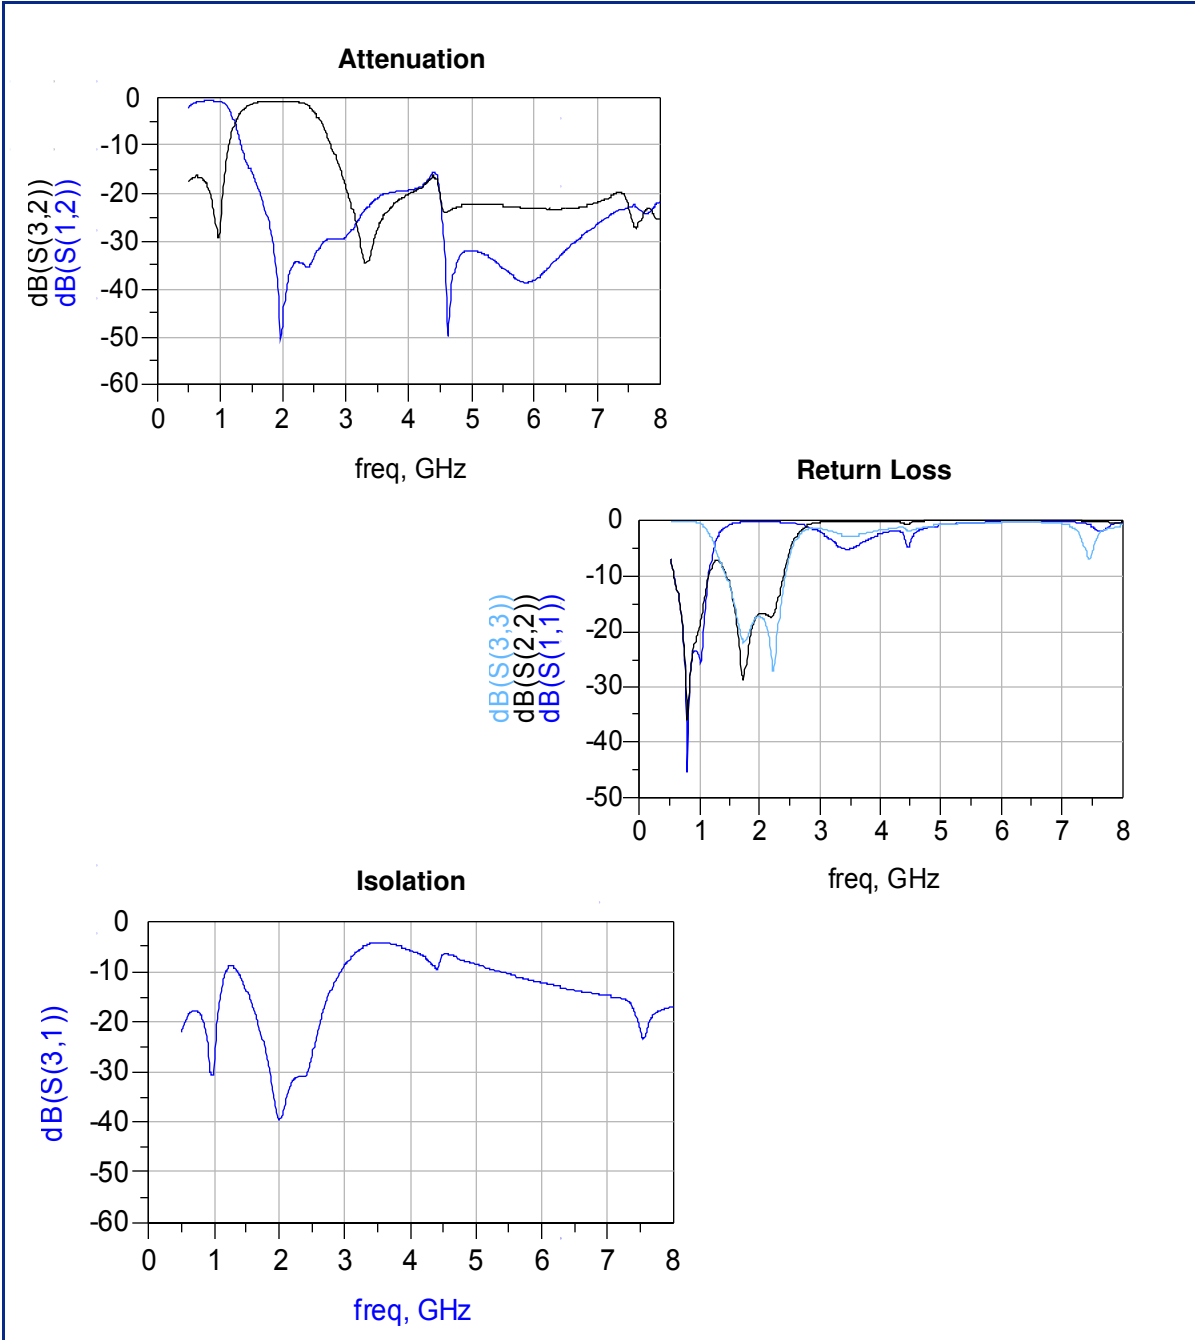 Attenuation
dB(S(3,2))
dB(S(1,2))
0
-10
-20
-30
-40
-50
-60
0 1 2 3 4 5 6 7 8
freq, GHz
Return Loss
dB(S(3,3))
dB(S(2,2))
dB(S(1,1))
0
-10
-20
-30
-40
-50
0 1 2 3 4 5 6 7 8
freq, GHz
Isolation
dB(S(3,1))
0
-10
-20
-30
-40
-50
-60
0 1 2 3 4 5 6 7 8
freq, GHz